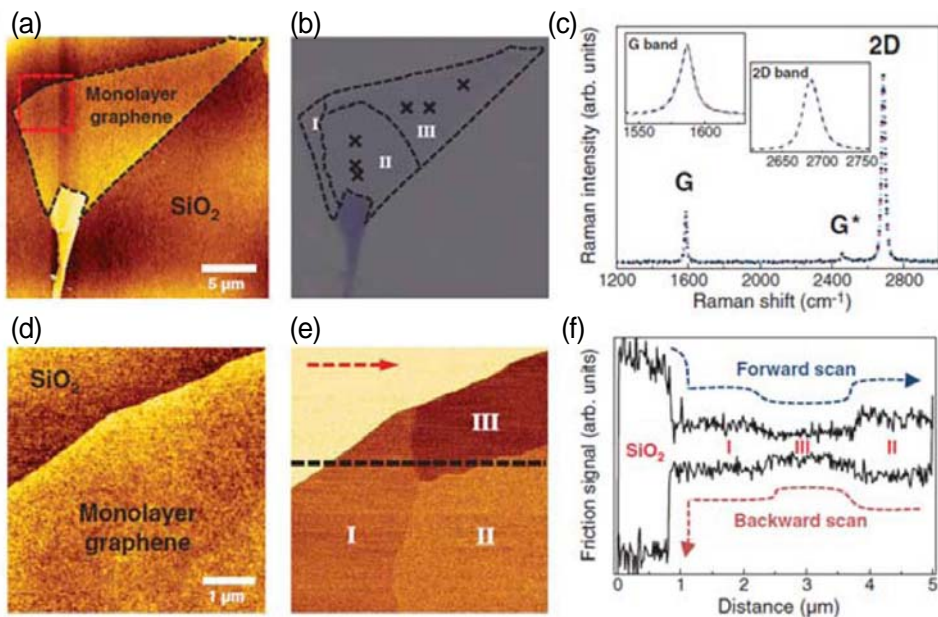 (a)
Monolayer
graphene
SiO2
5 μm
(b)
I
II
III
(c)
Raman intensity (arb. units)
G band
1550 1600
2D band
2650 2700 2750
2D
G
G*
1200 1600 2000 2400 2800
Raman shift (cm-1)
(d)
SiO2
Monolayer
graphene
1 μm
(e)
III
I
II
(f)
Friction signal (arb. units)
Forward scan
SiO2
I
III
II
Backward scan
0 1 2 3 4 5
Distance (μm)